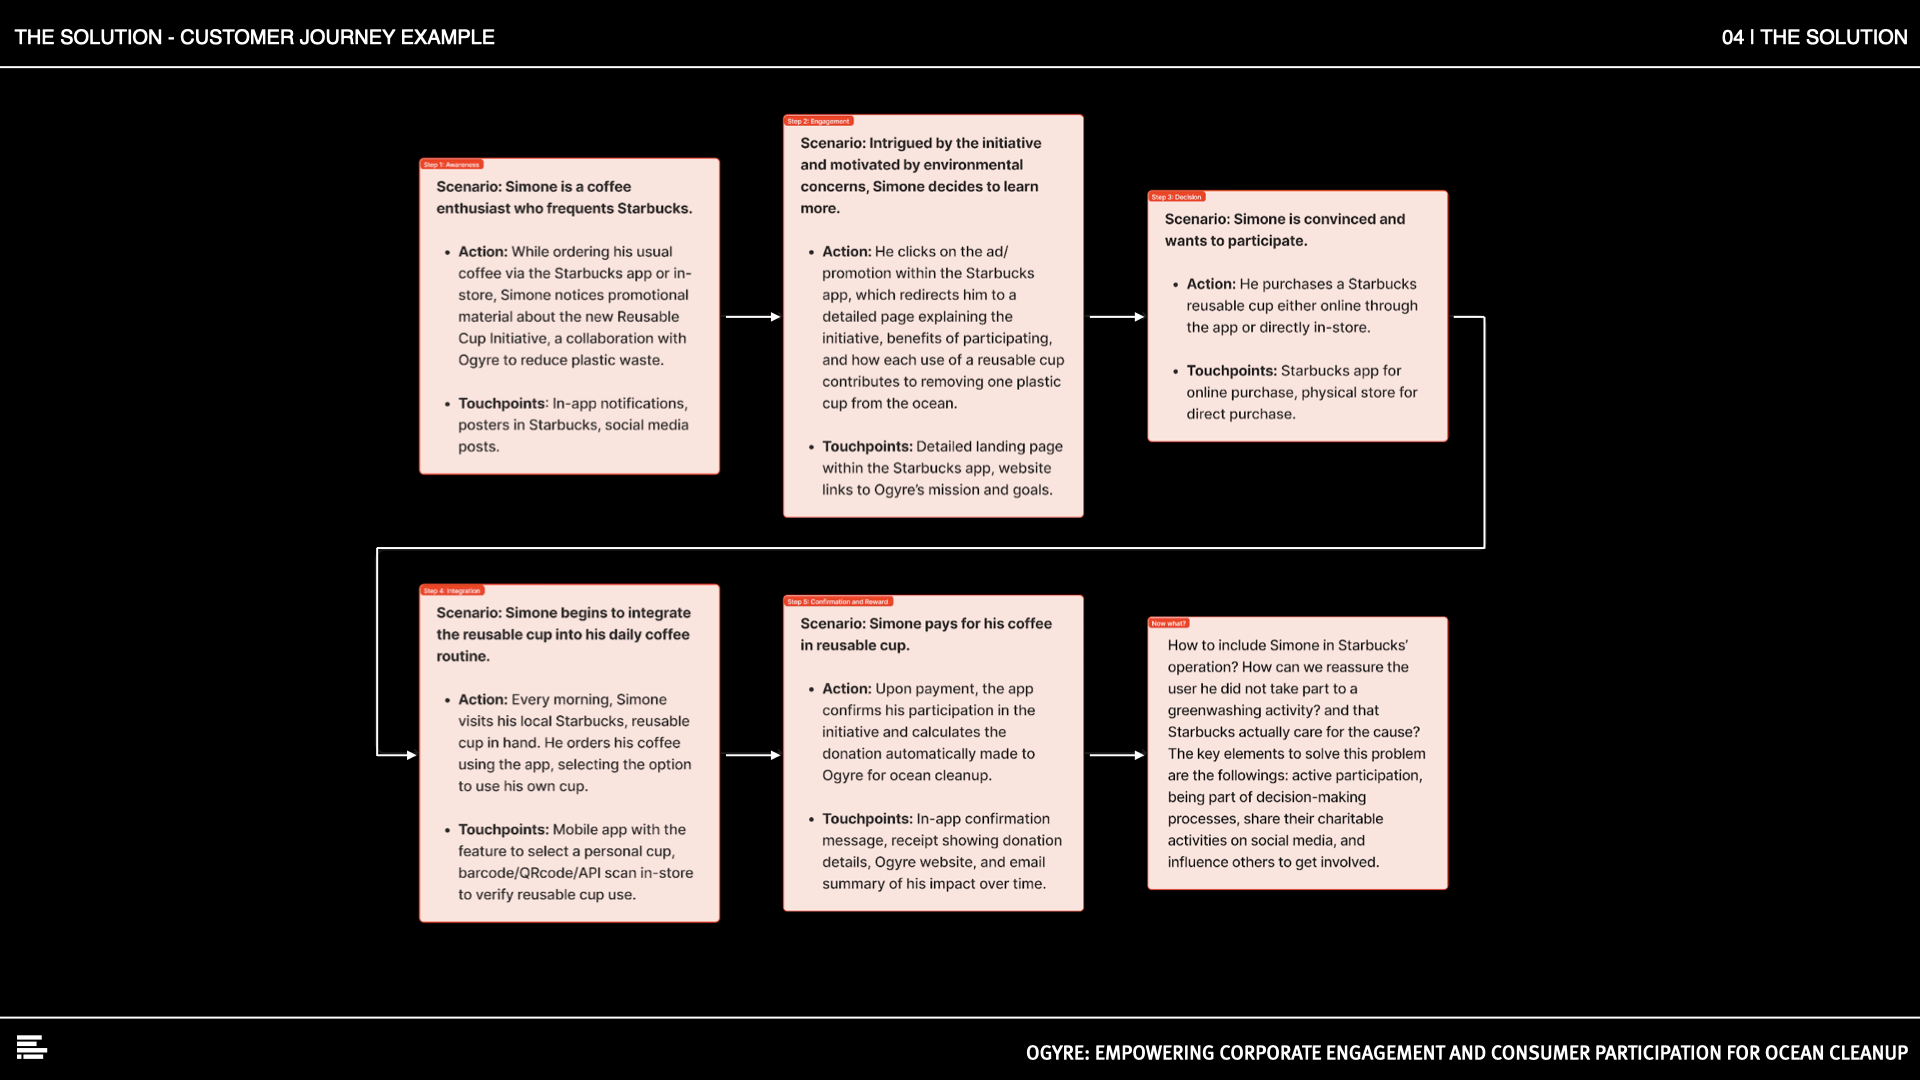 THE SOLUTION - CUSTOMER JOURNEY EXAMPLE
04 | THE SOLUTION
Step 1: Awareness
Scenario: Simone is a coffee
enthusiast who frequents Starbucks.
• Action: While ordering his usual
coffee via the Starbucks app or in-
store, Simone notices promotional
material about the new Reusable
Cup Initiative, a collaboration with
Ogyre to reduce plastic waste.
• Touchpoints: In-app notifications,
posters in Starbucks, social media
posts.
Step 2: Engagement
Scenario: Intrigued by the initiative
and motivated by environmental
concerns, Simone decides to learn
more.
• Action: He clicks on the ad/
promotion within the Starbucks
app, which redirects him to a
detailed page explaining the
initiative, benefits of participating,
and how each use of a reusable cup
contributes to removing one plastic
cup from the ocean.
• Touchpoints: Detailed landing page
within the Starbucks app, website
links to Ogyre's mission and goals.
Step 3: Decision
Scenario: Simone is convinced and
wants to participate.
• Action: He purchases a Starbucks
reusable cup either online through
the app or directly in-store.
• Touchpoints: Starbucks app for
online purchase, physical store for
direct purchase.
Step 4: Integration
Scenario: Simone begins to integrate
the reusable cup into his daily coffee
routine.
• Action: Every morning, Simone
visits his local Starbucks, reusable
cup in hand. He orders his coffee
using the app, selecting the option
to use his own cup.
• Touchpoints: Mobile app with the
feature to select a personal cup,
barcode/QRcode/API scan in-store
to verify reusable cup use.
Step 5: Confirmation and Reward
Scenario: Simone pays for his coffee
in reusable cup.
• Action: Upon payment, the app
confirms his participation in the
initiative and calculates the
donation automatically made to
Ogyre for ocean cleanup.
• Touchpoints: In-app confirmation
message, receipt showing donation
details, Ogyre website, and email
summary of his impact over time.
Now what?
How to include Simone in Starbucks'
operation? How can we reassure the
user he did not take part to a
greenwashing activity? and that
Starbucks actually care for the cause?
The key elements to solve this problem
are the followings: active participation,
being part of decision-making
processes, share their charitable
activities on social media, and
influence others to get involved.
OGYRE: EMPOWERING CORPORATE ENGAGEMENT AND CONSUMER PARTICIPATION FOR OCEAN CLEANUP